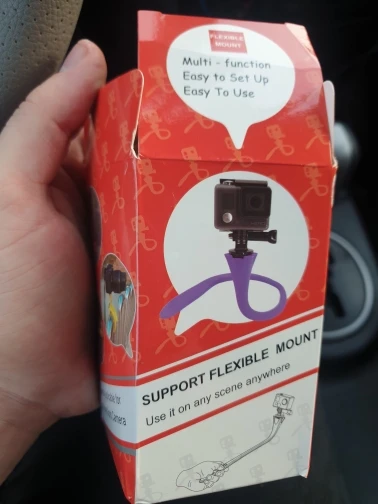 FLEXIBLE
MOUNT
Multi - function
Easy to Set Up
Easy To Use
SUPPORT FLEXIBLE MOUNT
Use it on any scene anywhere
Camera